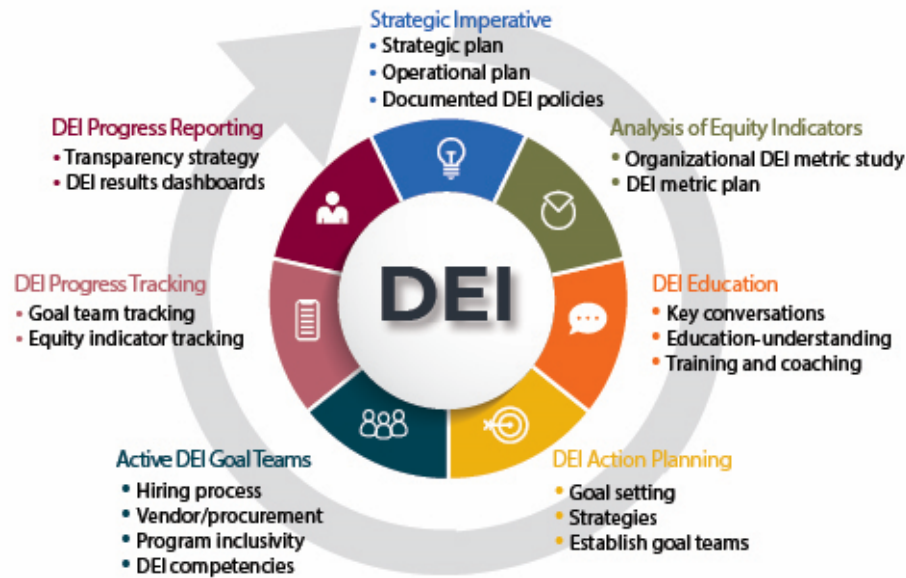 Strategic Imperative
• Strategic plan
• Operational plan
• Documented DEI policies
Analysis of Equity Indicators
• Organizational DEI metric study
• DEI metric plan
DEI Education
• Key conversations
• Education-understanding
• Training and coaching
DEI Action Planning
• Goal setting
• Strategies
• Establish goal teams
Active DEI Goal Teams
• Hiring process
• Vendor/procurement
• Program inclusivity
• DEI competencies
DEI Progress Tracking
• Goal team tracking
• Equity indicator tracking
DEI Progress Reporting
• Transparency strategy
• DEI results dashboards
DEI